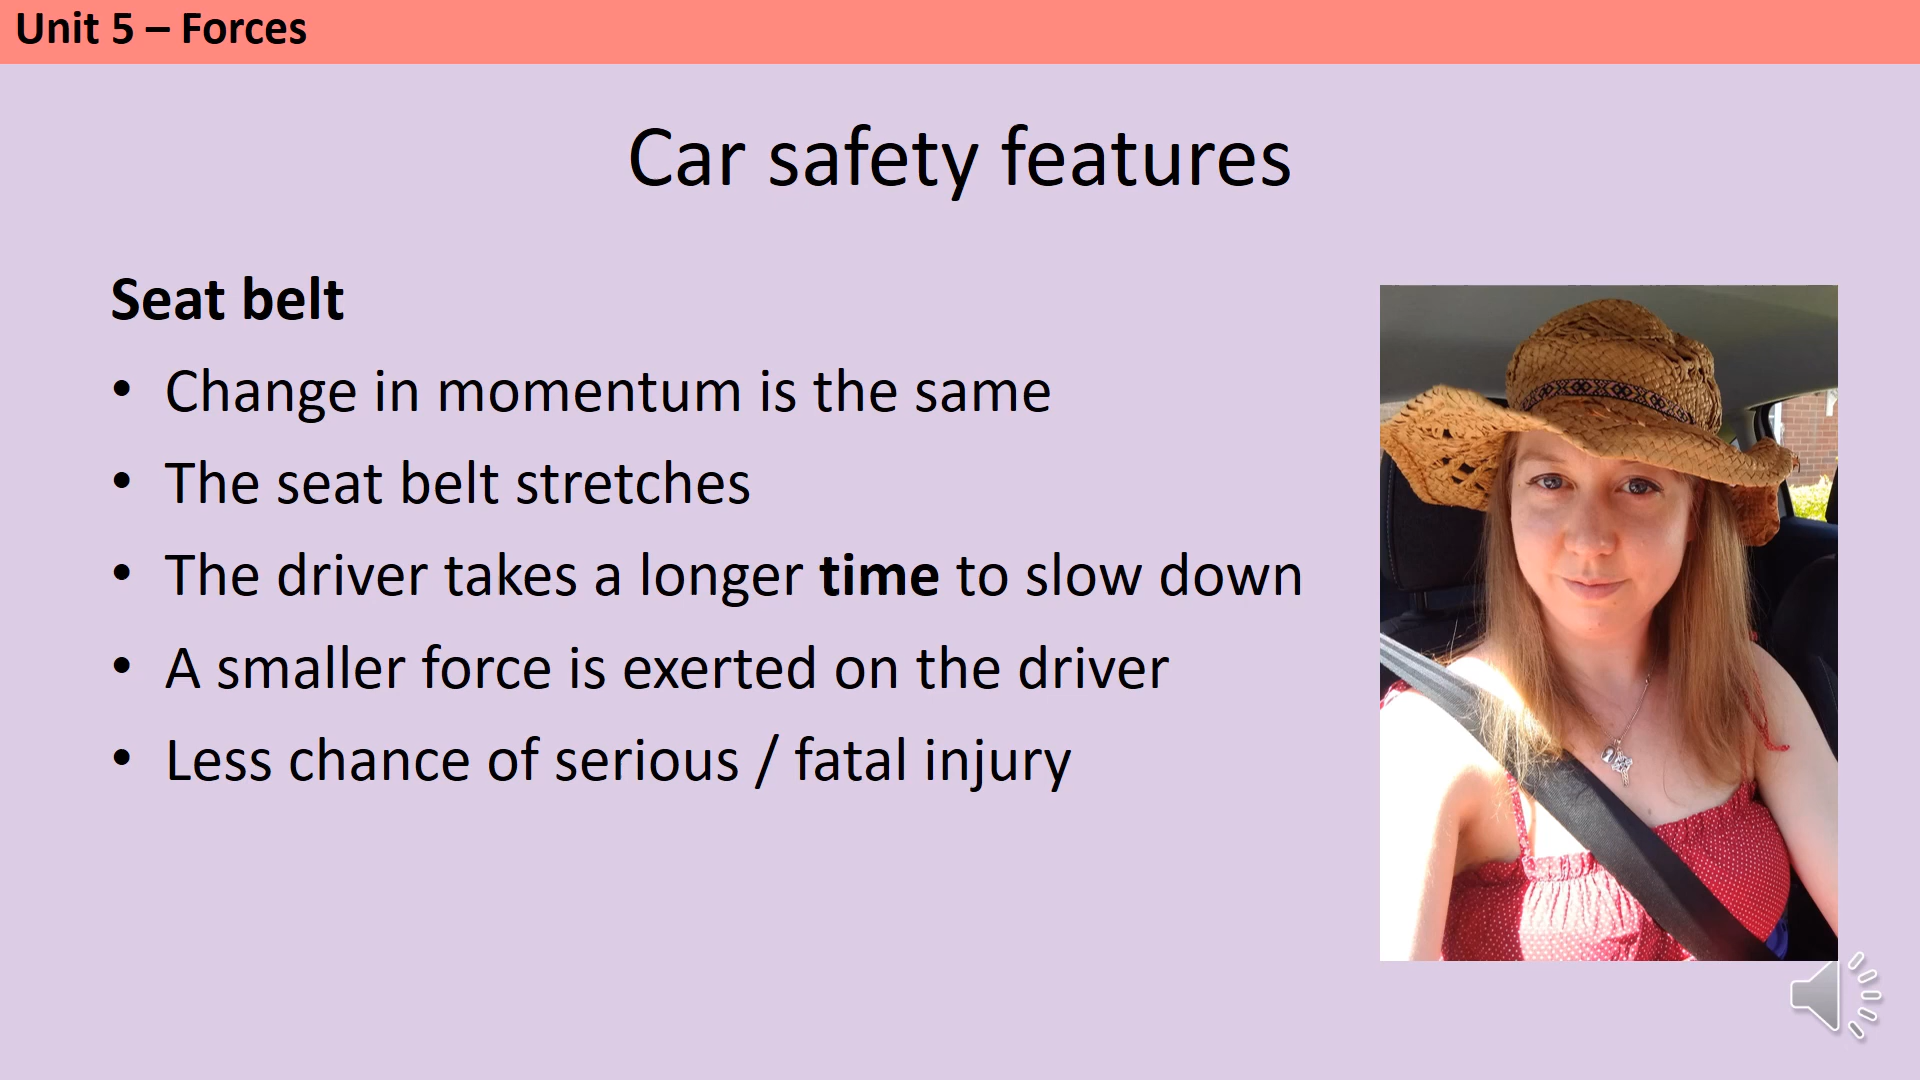 Unit 5 – Forces
Car safety features
Seat belt
• Change in momentum is the same
• The seat belt stretches
• The driver takes a longer time to slow down
• A smaller force is exerted on the driver
• Less chance of serious / fatal injury